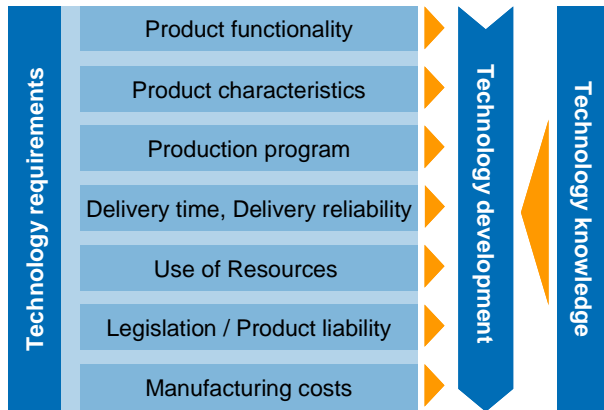 Technology requirements
Product functionality
Product characteristics
Production program
Delivery time, Delivery reliability
Use of Resources
Legislation / Product liability
Manufacturing costs
Technology development
Technology knowledge